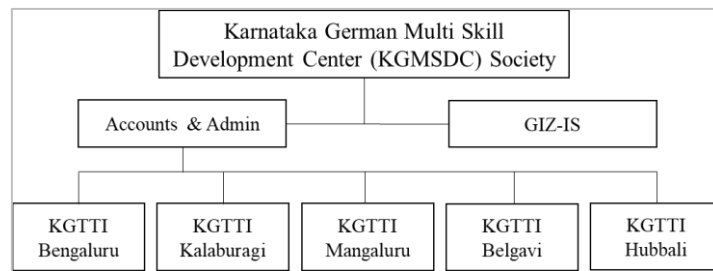 Karnataka German Multi Skill
Development Center (KGMSDC) Society
Accounts & Admin
GIZ-IS
KGTTI
Bengaluru
KGTTI
Kalaburagi
KGTTI
Mangaluru
KGTTI
Belgavi
KGTTI
Hubbali